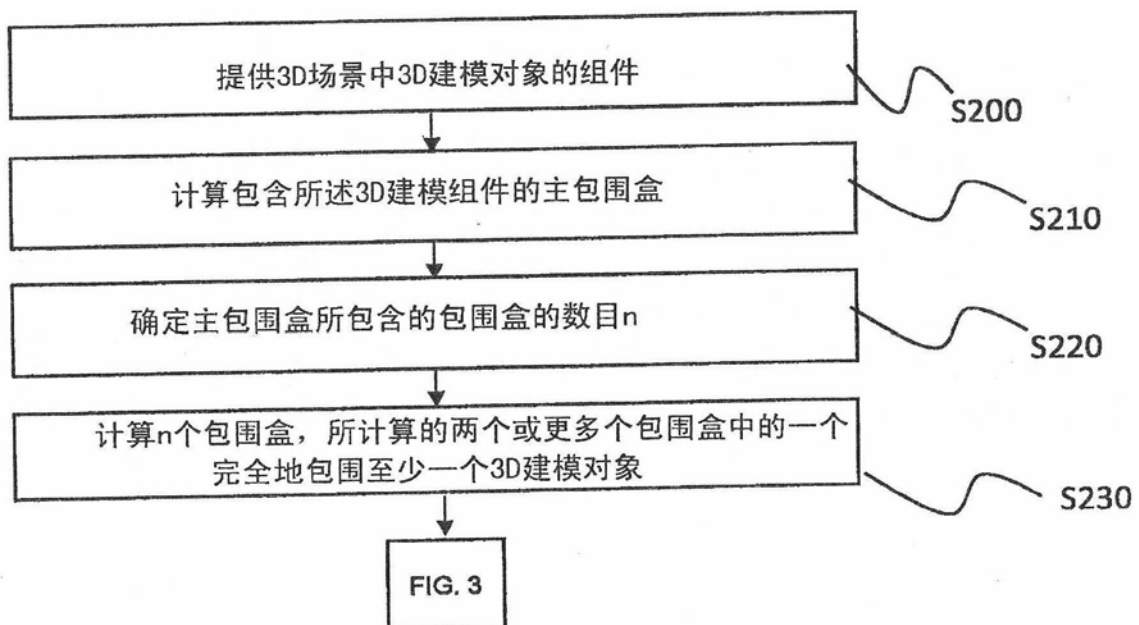 提供3D场景中3D建模对象的组件
S200
计算包含所述3D建模组件的主包围盒
S210
确定主包围盒所包含的包围盒的数目n
S220
计算n个包围盒，所计算的两个或更多个包围盒中的一个
完全地包围至少一个3D建模对象
S230
FIG. 3